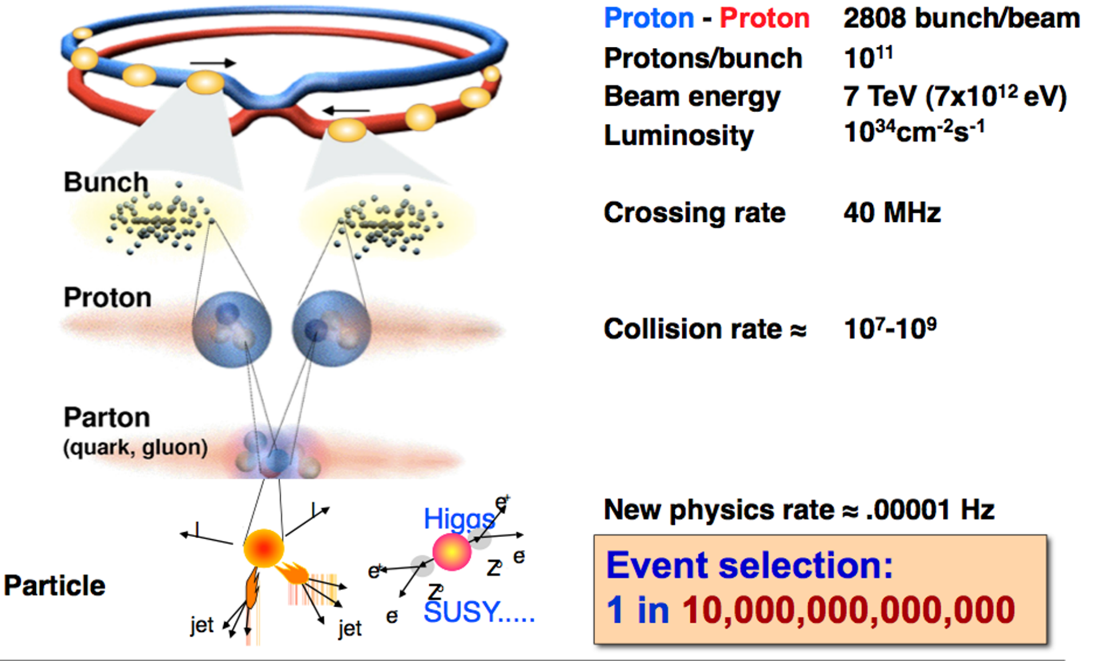 Proton - Proton 2808 bunch/beam
Protons/bunch 10¹¹
Beam energy 7 TeV (7x10¹² eV)
Luminosity 10³⁴cm⁻²s⁻¹
Bunch
Crossing rate 40 MHz
Proton
Collision rate ≈ 10⁷-10⁹
Parton
(quark, gluon)
New physics rate ≈ .00001 Hz
Event selection:
1 in 10,000,000,000,000
Particle
l
l
jet
jet
Higgs
e⁺
e⁻
Z⁰
e⁺
Z⁰
e⁻
SUSY.....